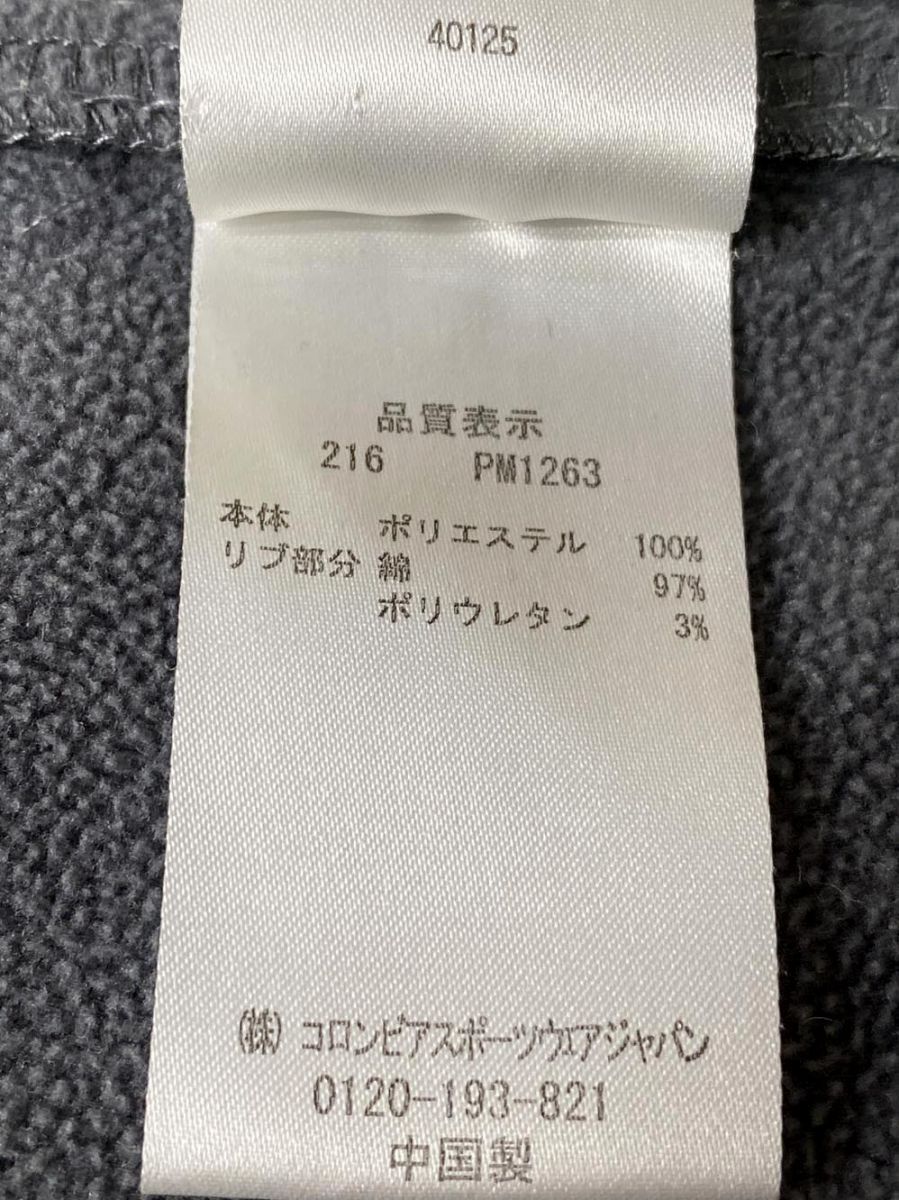 40125
品質表示
216 PM1263
本体 ポリエステル 100%
リブ部分 綿 97%
ポリウレタン 3%
(株) コロンビアスポーツウェアジャパン
0120-193-821
中国製